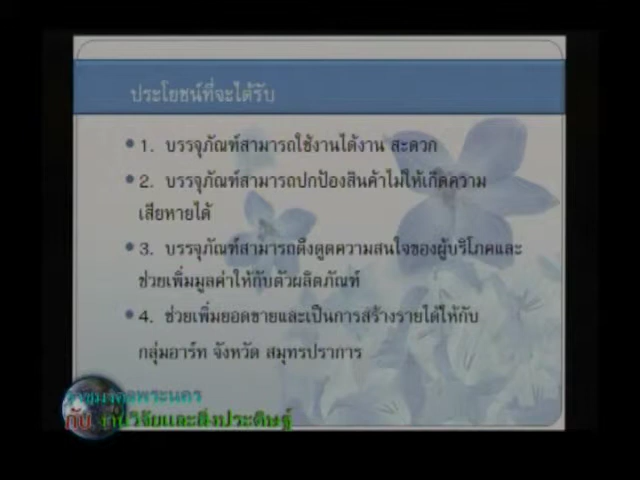 ประโยชน์ที่จะได้รับ
1. บรรจุภัณฑ์สามารถใช้งานได้งาน สะดวก
2. บรรจุภัณฑ์สามารถปกป้องสินค้าไม่ให้เกิดความ
เสียหายได้
3. บรรจุภัณฑ์สามารถดึงดูดความสนใจของผู้บริโภคและ
ช่วยเพิ่มมูลค่าให้กับตัวผลิตภัณฑ์
4. ช่วยเพิ่มยอดขายและเป็นการสร้างรายได้ให้กับ
กลุ่มอาร์ท จังหวัด สมุทรปราการ
พระนคร
กับ งานวิจัยและสิ่งประดิษฐ์